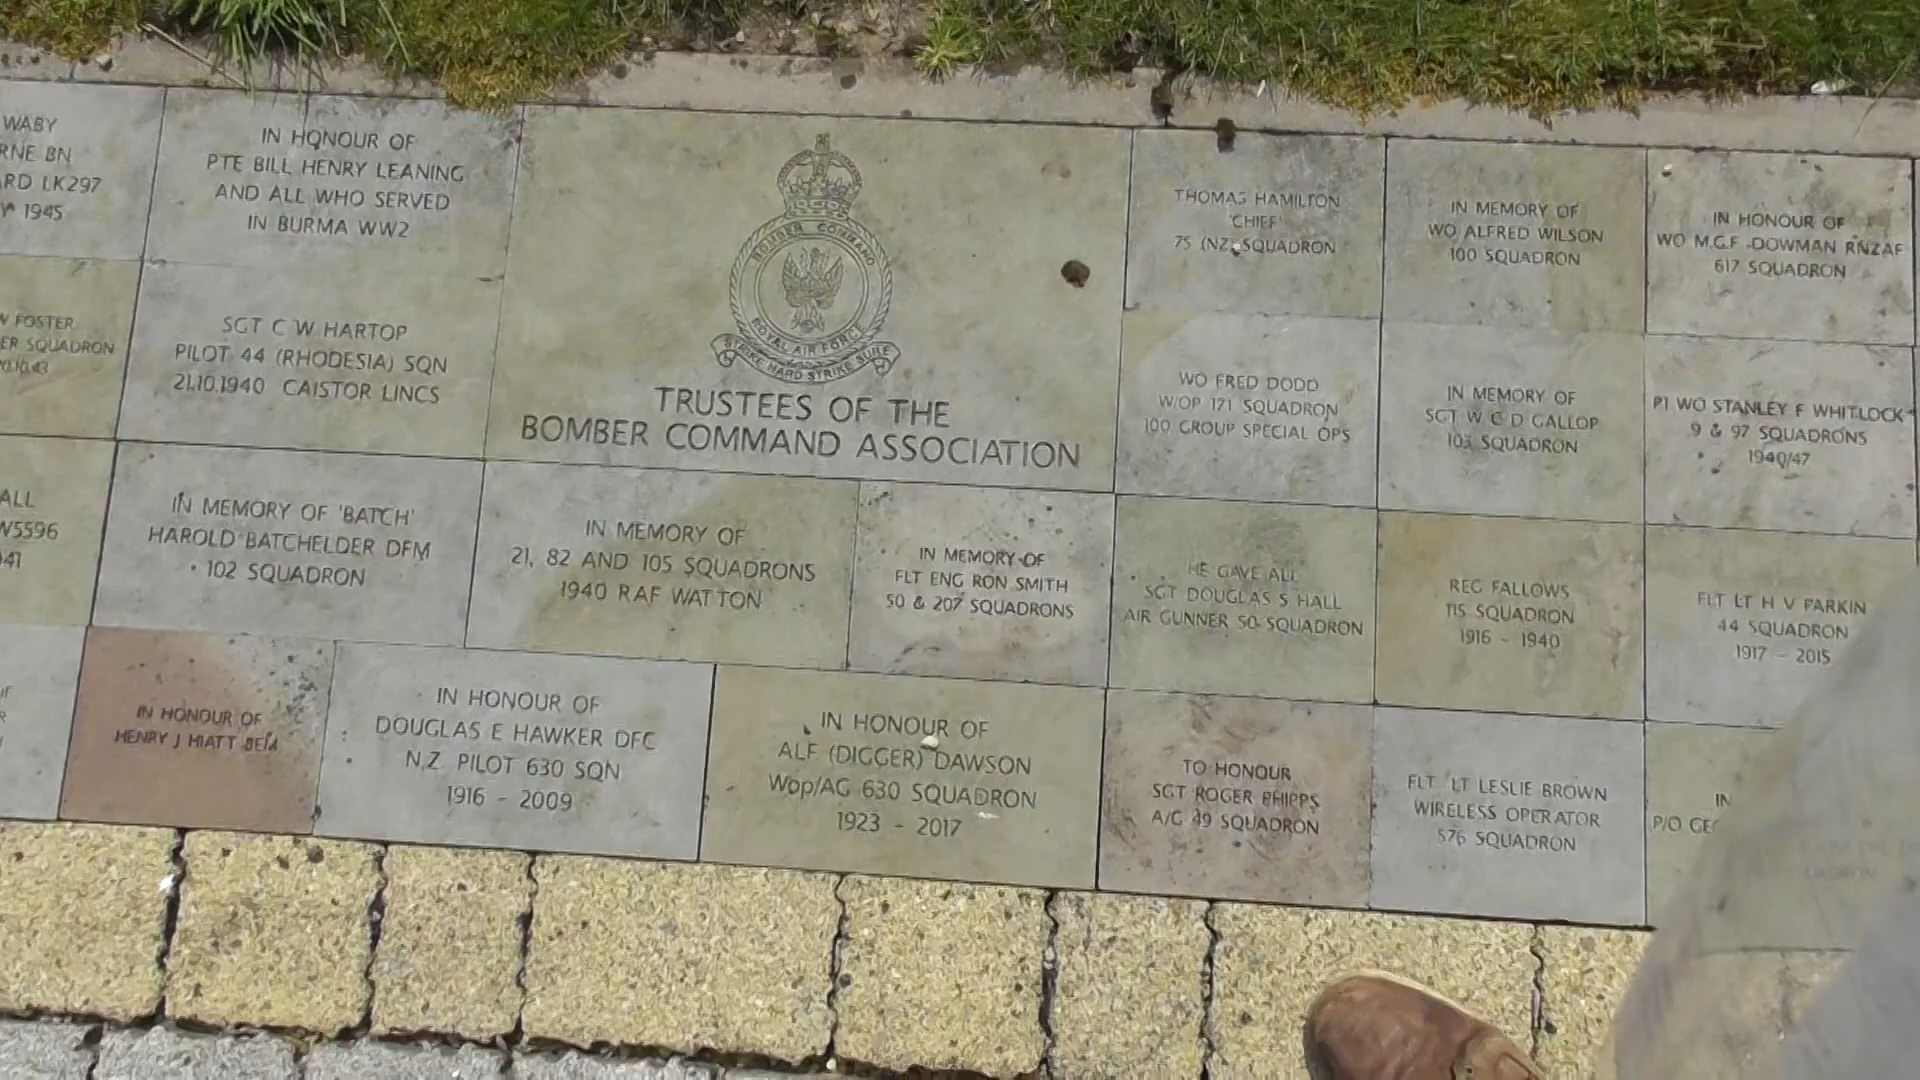 WABY
RNE BN
RD LK297
1945
IN HONOUR OF
PTE BILL HENRY LEANING
AND ALL WHO SERVED
IN BURMA WW2
BOMBER COMMAND
ROYAL AIR FORCE
STRIKE HARD STRIKE SURE
TRUSTEES OF THE
BOMBER COMMAND ASSOCIATION
THOMAS HAMILTON
'CHIEF'
75 (NZ) SQUADRON
IN MEMORY OF
WO ALFRED WILSON
100 SQUADRON
IN HONOUR OF
WO M.G.F. DOWMAN RNZAF
617 SQUADRON
W FOSTER
ER SQUADRON
0.10.43
SGT C W HARTOP
PILOT 44 (RHODESIA) SQN
21.10.1940 CAISTOR LINCS
WO FRED DODD
W/OP 171 SQUADRON
100 GROUP SPECIAL OPS
IN MEMORY OF
SGT W C D GALLOP
103 SQUADRON
WO STANLEY F WHITLOCK
9 & 97 SQUADRONS
1940/47
ALL
W5596
941
IN MEMORY OF 'BATCH'
HAROLD BATCHELDER DFM
102 SQUADRON
IN MEMORY OF
21, 82 AND 105 SQUADRONS
1940 RAF WATTON
IN MEMORY OF
FLT ENG RON SMITH
50 & 207 SQUADRONS
HE GAVE ALL
SGT DOUGLAS S HALL
AIR GUNNER 50 SQUADRON
REG FALLOWS
115 SQUADRON
1916 - 1940
FLT LT H V PARKIN
44 SQUADRON
1917 - 2015
IN HONOUR OF
HENRY J HIATT BEM
IN HONOUR OF
DOUGLAS E HAWKER DFC
N.Z. PILOT 630 SQN
1916 - 2009
IN HONOUR OF
ALF (DIGGER) DAWSON
Wop/AG 630 SQUADRON
1923 - 2017
TO HONOUR
SGT ROGER PHIPPS
A/G 49 SQUADRON
FLT LT LESLIE BROWN
WIRELESS OPERATOR
576 SQUADRON
IN
P/O GE